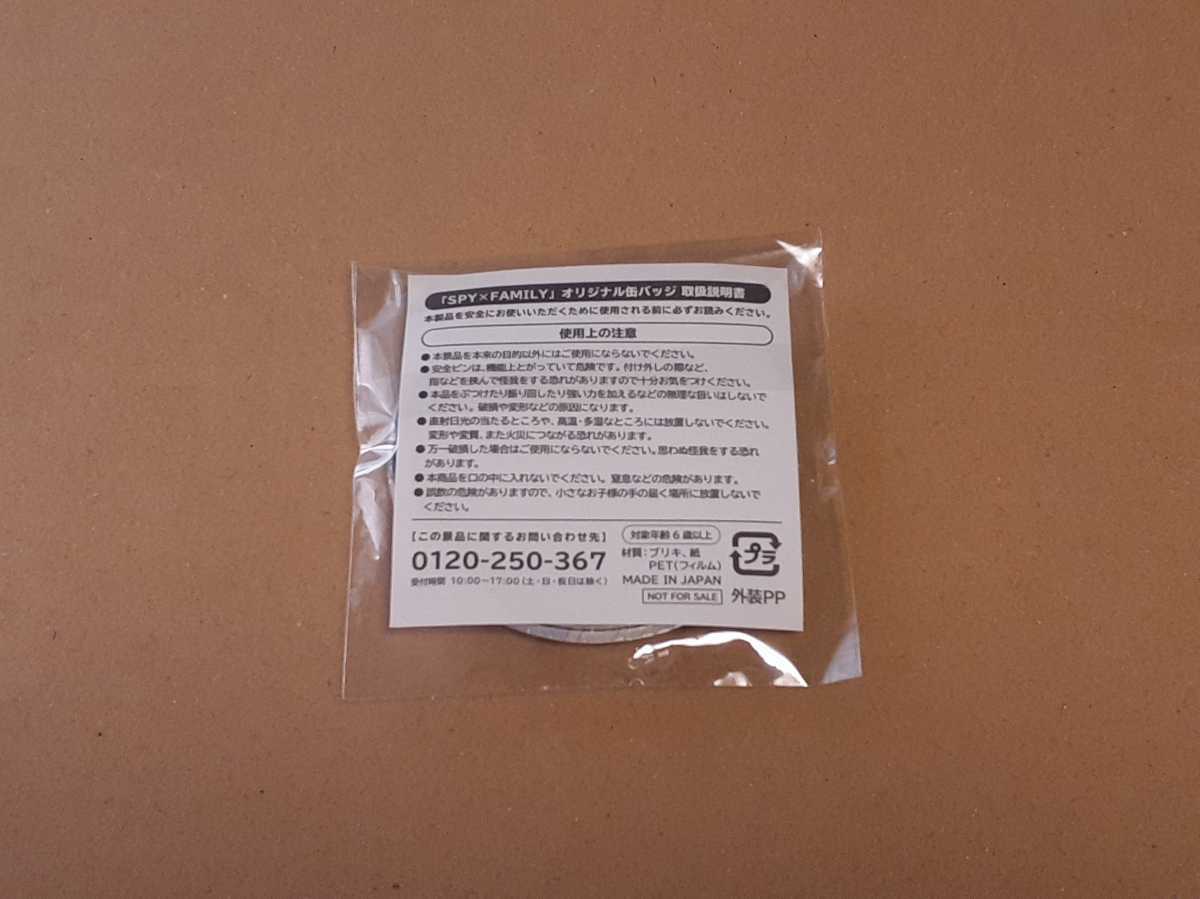 「SPY×FAMILY」オリジナル缶バッジ 取扱説明書
本製品を安全にお使いいただくために使用される前に必ずお読みください。
使用上の注意
●本景品を本来の目的以外にはご使用にならないでください。
●安全ピンは、機能上とがっていて危険です。付け外しの際など、
指などを挟んで怪我をする恐れがありますので十分お気をつけください。
●本品をぶつけたり振り回したり強い力を加えるなどの無理な扱いはしないで
ください。破損や変形などの原因になります。
●直射日光の当たるところや、高温・多湿なところには放置しないでください。
変形や変質、また火災につながる恐れがあります。
●万一破損した場合はご使用にならないでください。思わぬ怪我をする恐れ
があります。
●本商品を口の中に入れないでください。窒息などの危険があります。
●誤飲の危険がありますので、小さなお子様の手の届く場所に放置しないで
ください。
【この景品に関するお問い合わせ先】
0120-250-367
受付時間 10:00〜17:00(土・日・祝日は除く)
対象年齢 6 歳以上
材質：ブリキ、紙
PET(フィルム)
MADE IN JAPAN
NOT FOR SALE
プラ
外装PP